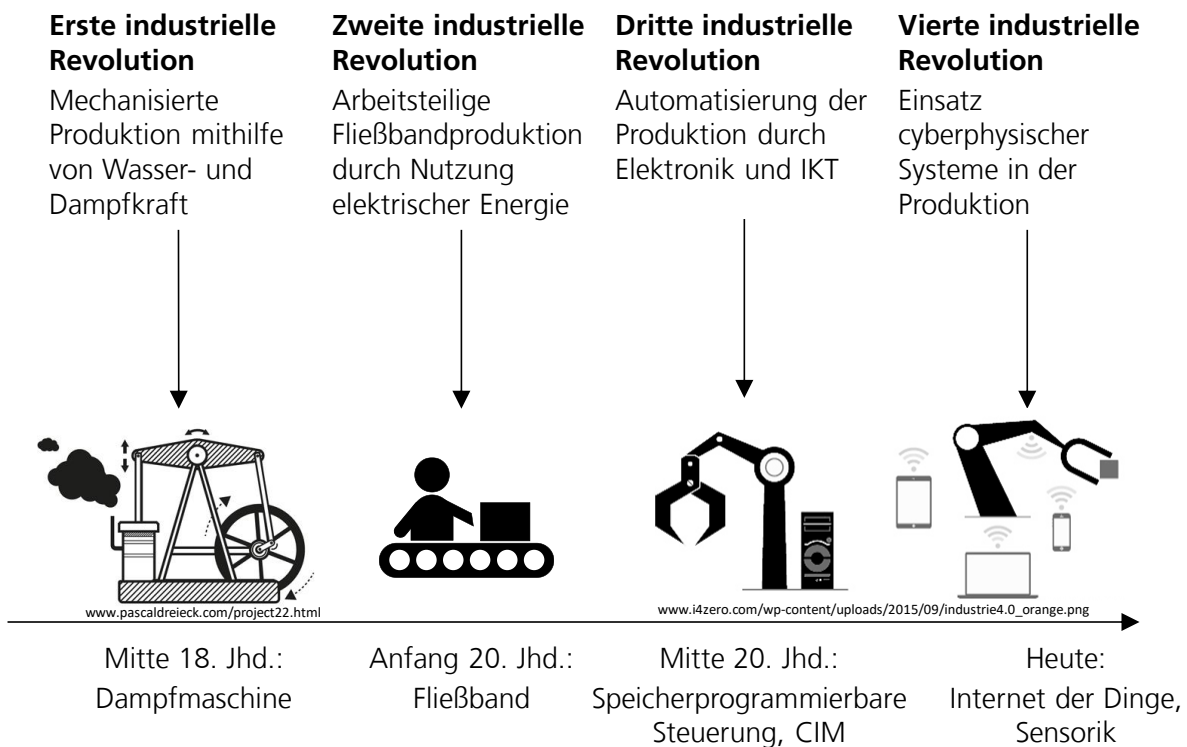 Erste industrielle
Revolution
Mechanisierte
Produktion mithilfe
von Wasser- und
Dampfkraft
Zweite industrielle
Revolution
Arbeitsteilige
Fließbandproduktion
durch Nutzung
elektrischer Energie
Dritte industrielle
Revolution
Automatisierung der
Produktion durch
Elektronik und IKT
Vierte industrielle
Revolution
Einsatz
cyberphysischer
Systeme in der
Produktion
www.pascaldreieck.com/project22.html
www.i4zero.com/wp-content/uploads/2015/09/industrie4.0_orange.png
Mitte 18. Jhd.:
Dampfmaschine
Anfang 20. Jhd.:
Fließband
Mitte 20. Jhd.:
Speicherprogrammierbare
Steuerung, CIM
Heute:
Internet der Dinge,
Sensorik